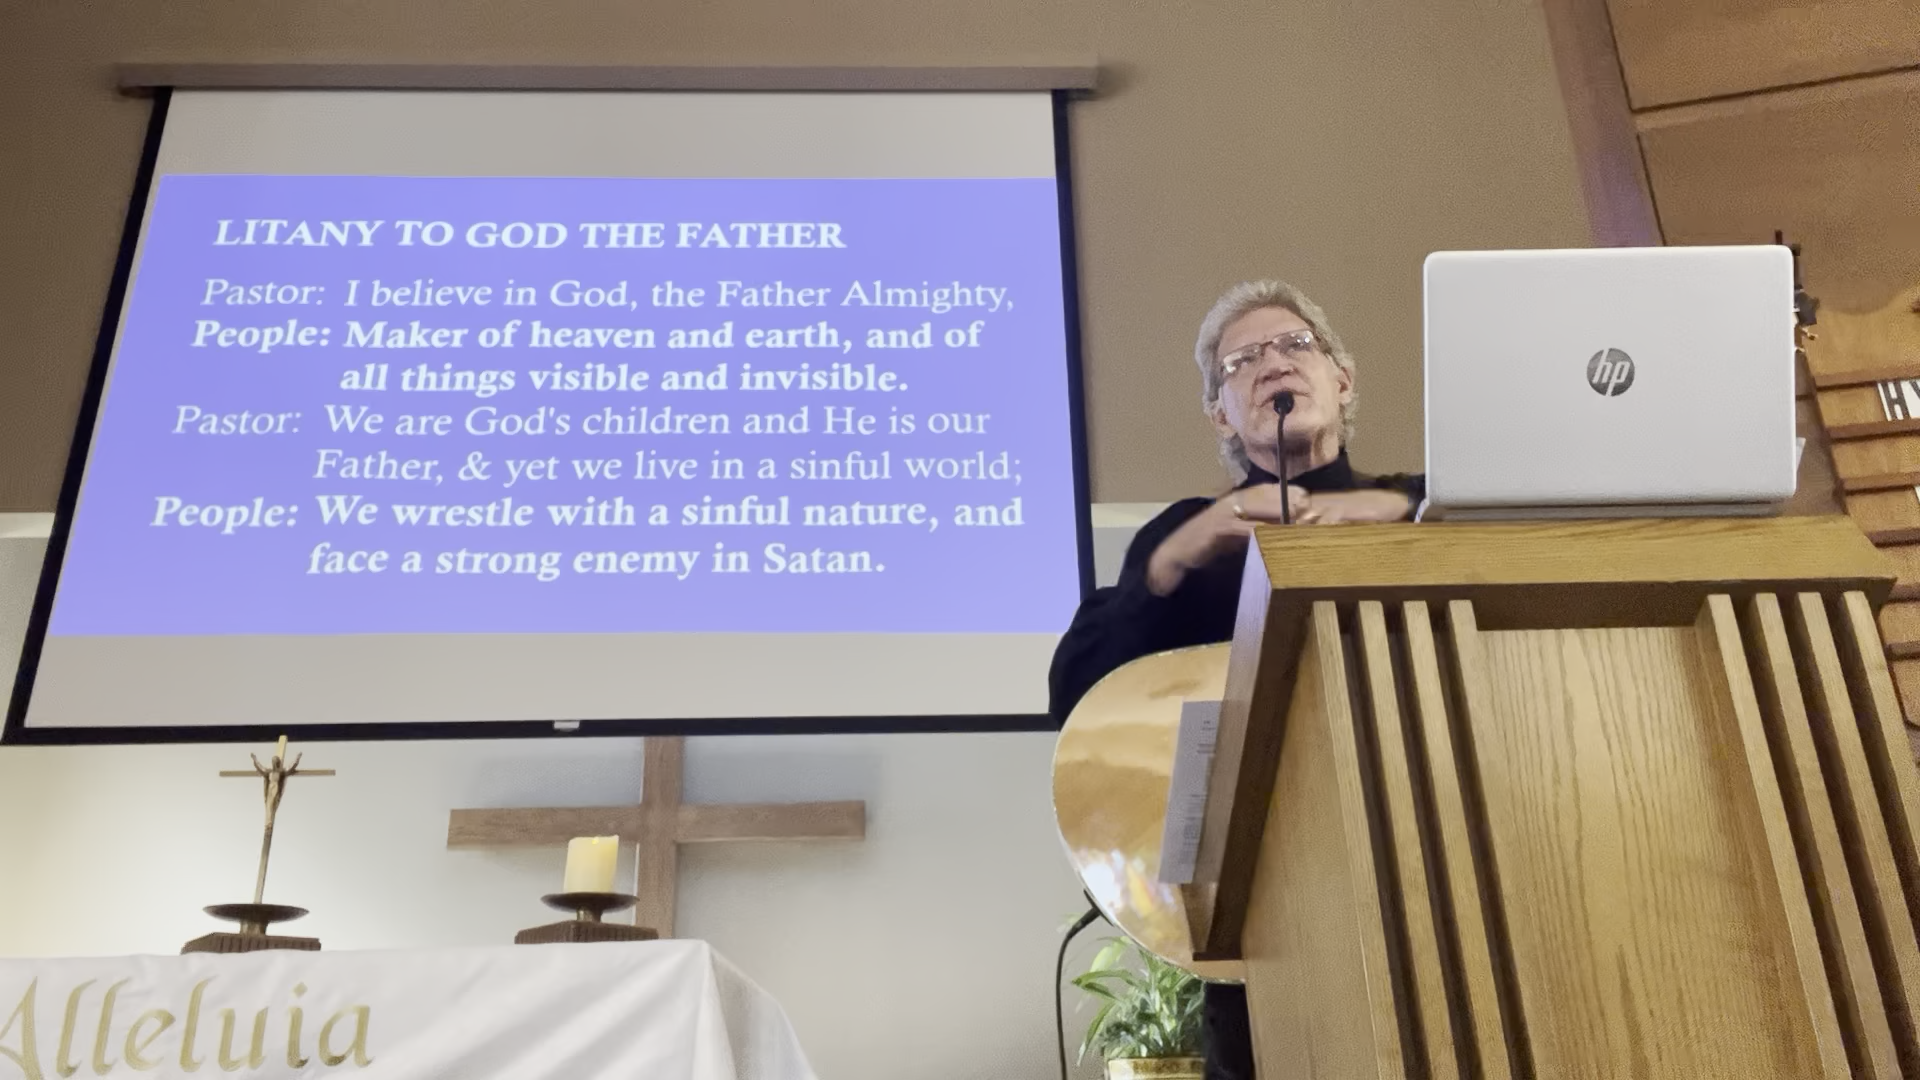 LITANY TO GOD THE FATHER
Pastor: I believe in God, the Father Almighty,
People: Maker of heaven and earth, and of
all things visible and invisible.
Pastor: We are God's children and He is our
Father, & yet we live in a sinful world;
People: We wrestle with a sinful nature, and
face a strong enemy in Satan.
hp
Alleluia